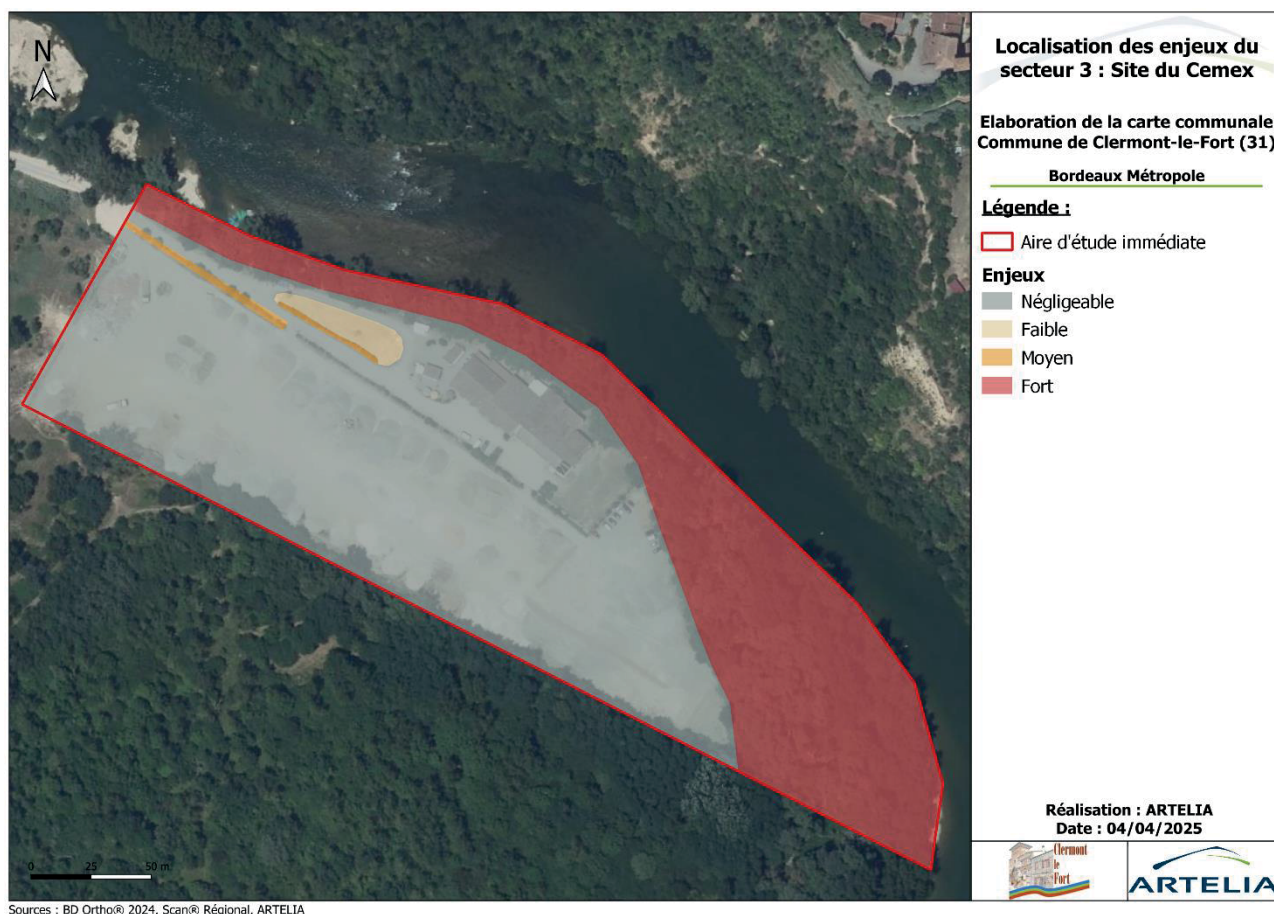 N
Localisation des enjeux du
secteur 3 : Site du Cemex
Elaboration de la carte communale
Commune de Clermont-le-Fort (31)
Bordeaux Métropole
Légende :
Aire d'étude immédiate
Enjeux
Négligeable
Faible
Moyen
Fort
Réalisation : ARTELIA
Date : 04/04/2025
Clermont
le
Fort
ARTELIA
0 25 50 m
Sources : BD Ortho® 2024, Scan® Régional, ARTELIA